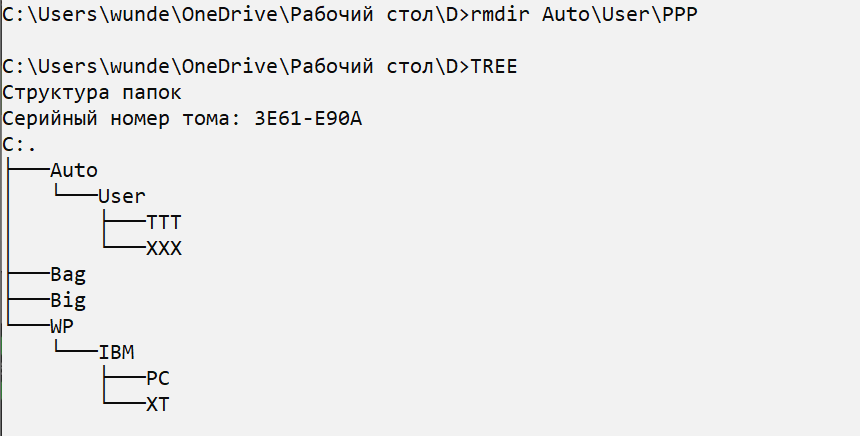 C:\Users\wunde\OneDrive\Рабочий стол\D>rmdir Auto\User\PPP
C:\Users\wunde\OneDrive\Рабочий стол\D>TREE
Структура папок
Серийный номер тома: 3E61-E90A
C:.
├───Auto
│   └───User
│       ├───TTT
│       └───XXX
├───Bag
├───Big
└───WP
    └───IBM
        ├───PC
        └───XT